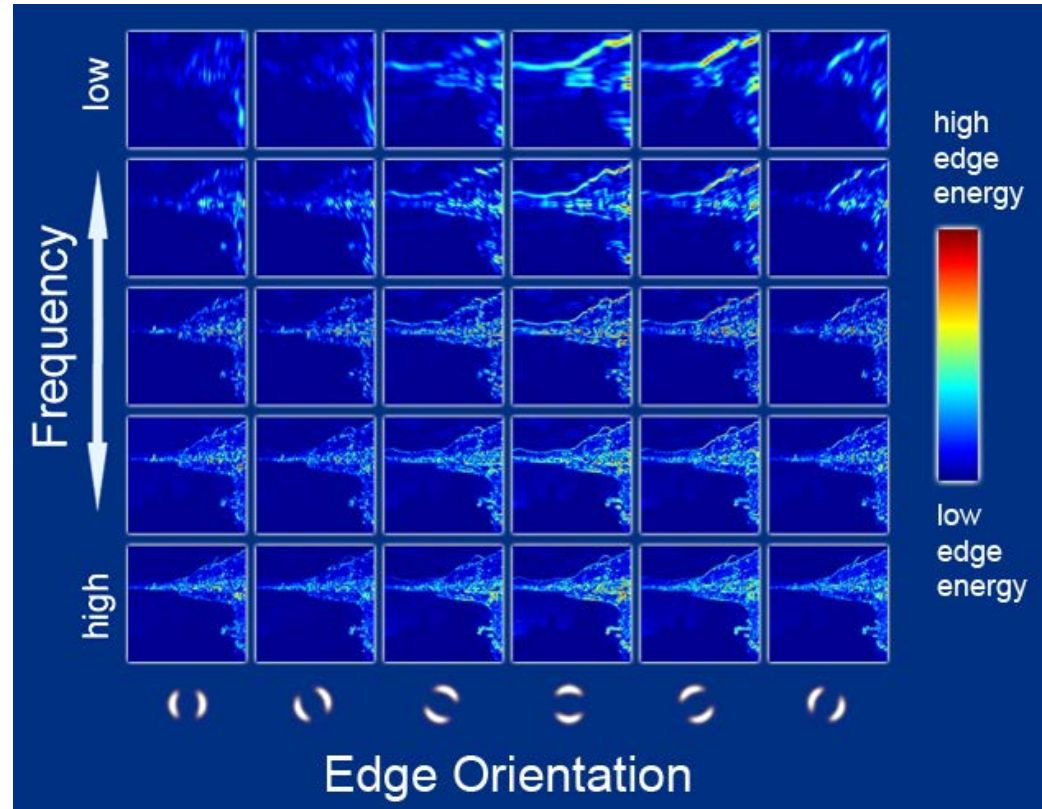 low
Frequency
high
high
edge
energy
low
edge
energy
Edge Orientation